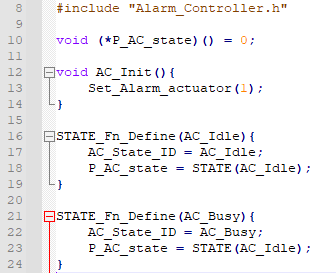 8 #include "Alarm_Controller.h"
9
10 void (*P_AC_state)() = 0;
11
12 void AC_Init(){
13 Set_Alarm_actuator(1);
14 }
15
16 STATE_Fn_Define(AC_Idle){
17 AC_State_ID = AC_Idle;
18 P_AC_state = STATE(AC_Idle);
19 }
20
21 STATE_Fn_Define(AC_Busy){
22 AC_State_ID = AC_Busy;
23 P_AC_state = STATE(AC_Idle);
24 }